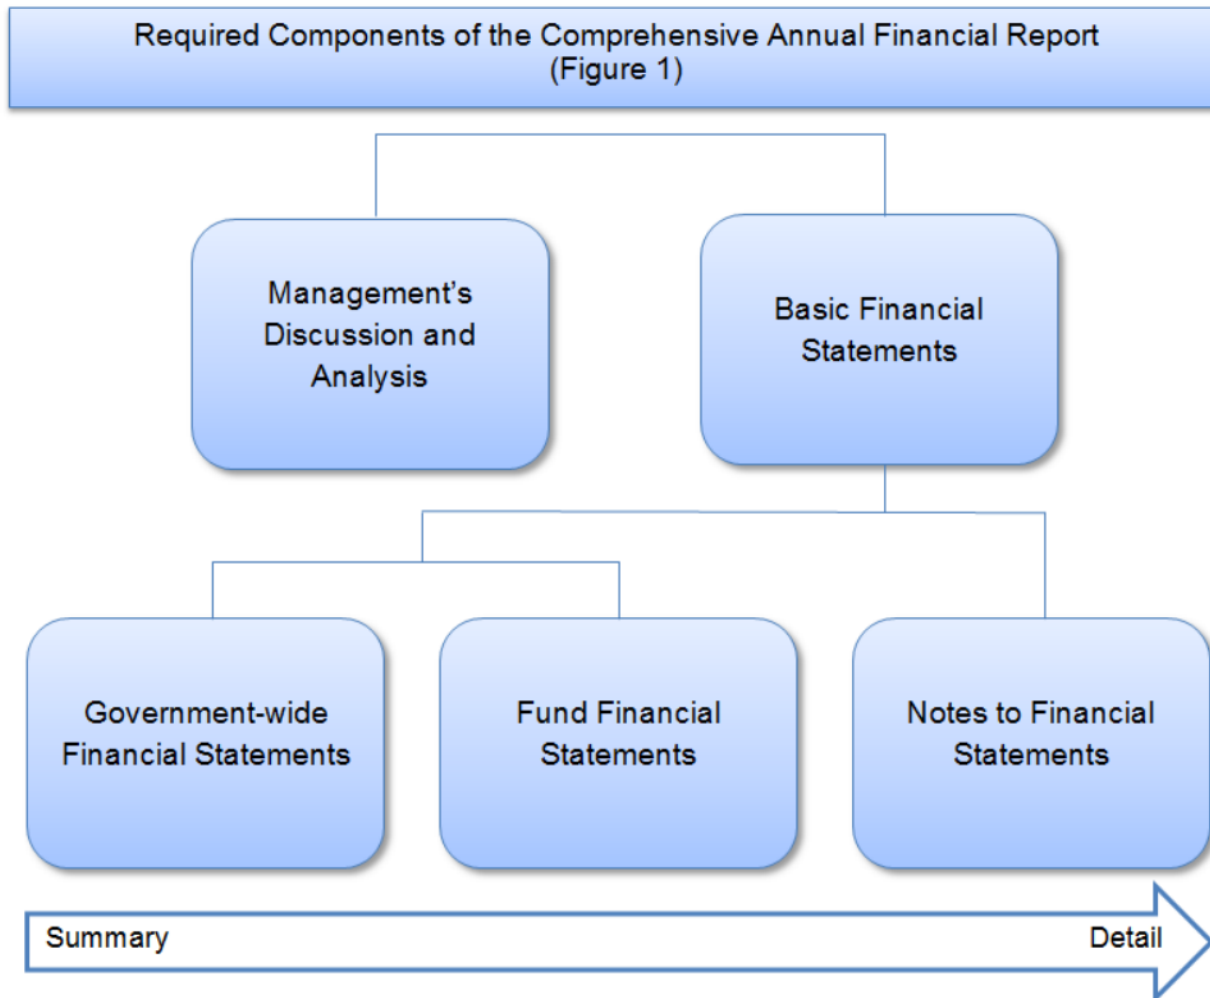 Required Components of the Comprehensive Annual Financial Report
(Figure 1)
Management’s
Discussion and
Analysis
Basic Financial
Statements
Government-wide
Financial Statements
Fund Financial
Statements
Notes to Financial
Statements
Summary
Detail